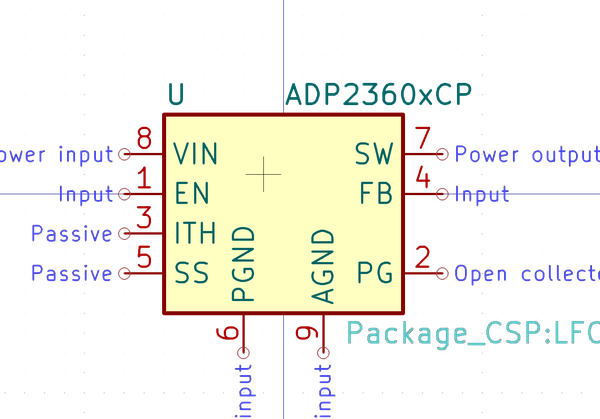 U ADP2360xCP
ower input 8 VIN SW 7 Power output
Input 1 EN FB 4 Input
Passive 3 ITH
Passive 5 SS PG 2 Open collecto
PGND AGND
6 9
Package_CSP:LFC
input input